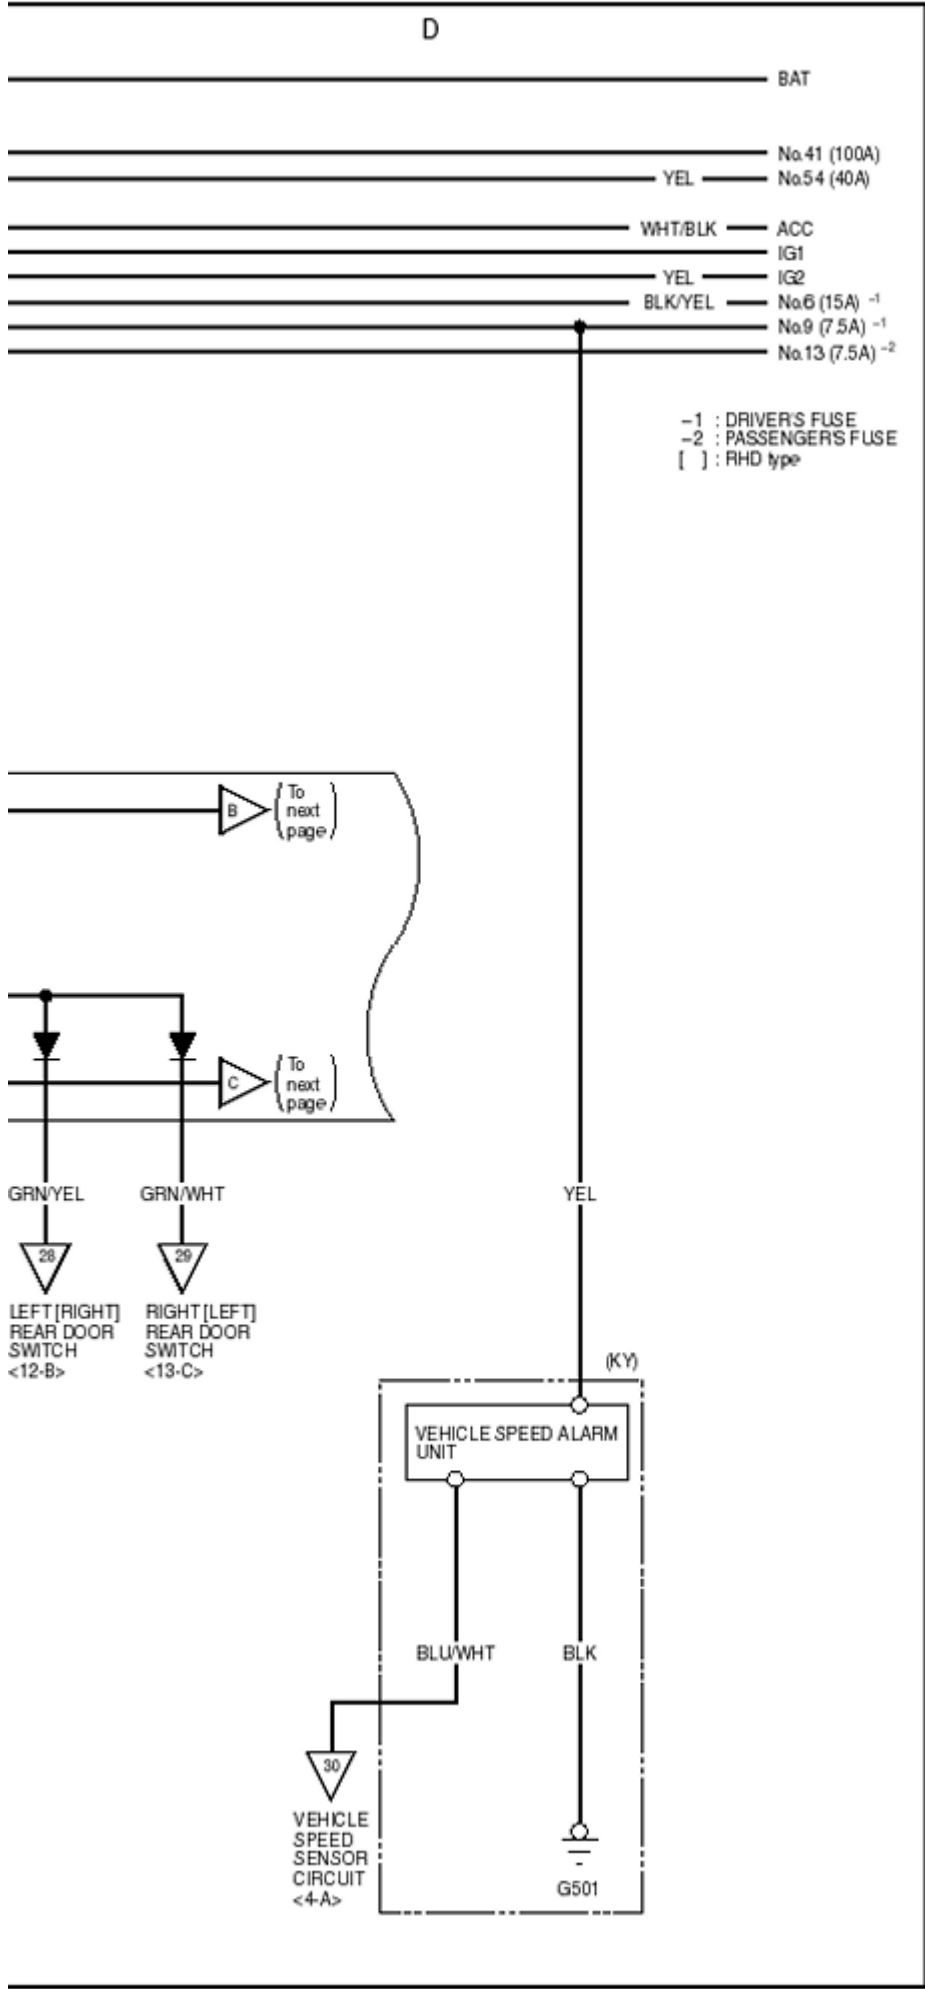 D
BAT
No.41 (100A)
YEL No.54 (40A)
WHT/BLK ACC
IG1
YEL IG2
BLK/YEL No.6 (15A) -1
No.9 (7.5A) -1
No.13 (7.5A) -2
-1 : DRIVER'S FUSE
-2 : PASSENGER'S FUSE
[ ] : RHD type
B (To
next
page)
C (To
next
page)
GRN/YEL GRN/WHT YEL
28 29
LEFT [RIGHT]
REAR DOOR
SWITCH
<12-B>
RIGHT [LEFT]
REAR DOOR
SWITCH
<13-C>
(KY)
VEHICLE SPEED ALARM
UNIT
BLU/WHT BLK
30
VEHICLE
SPEED
SENSOR
CIRCUIT
<4-A>
G501